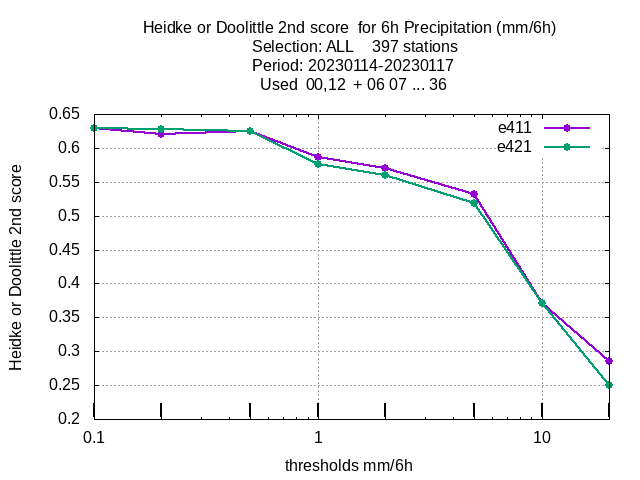 Heidke or Doolittle 2nd score  for 6h Precipitation (mm/6h)
Selection: ALL    397 stations
Period: 20230114-20230117
Used  00,12  + 06 07 ... 36
Heidke or Doolittle 2nd score
0.65
0.6
0.55
0.5
0.45
0.4
0.35
0.3
0.25
0.2
e411
e421
0.1
1
10
thresholds mm/6h